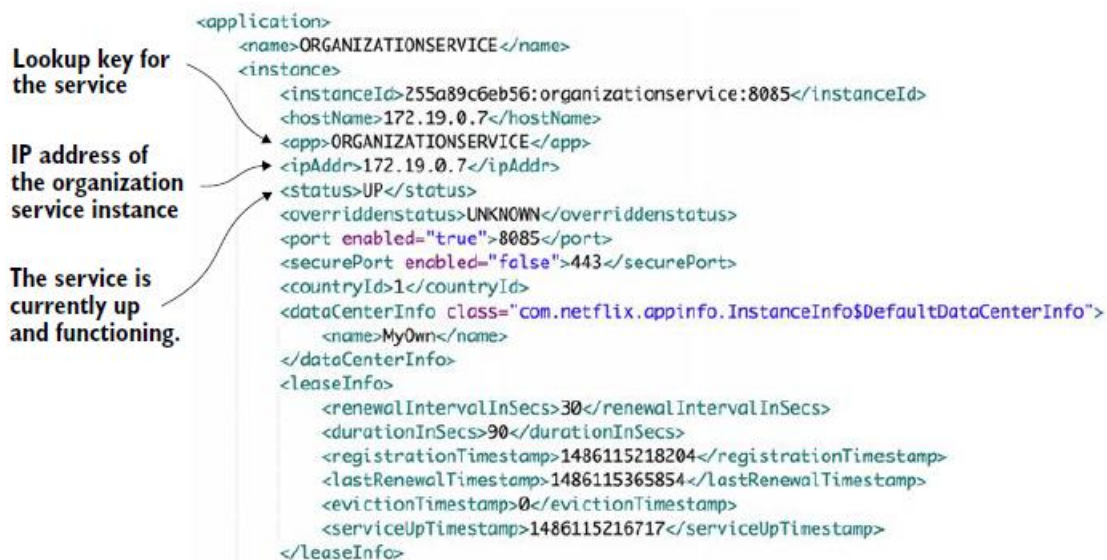 <application>
<name>ORGANIZATIONSERVICE</name>
<instance>
<instanceId>255a89c6eb56:organizationservice:8085</instanceId>
<hostName>172.19.0.7</hostName>
<app>ORGANIZATIONSERVICE</app>
<ipAddr>172.19.0.7</ipAddr>
<status>UP</status>
<overriddenstatus>UNKNOWN</overriddenstatus>
<port enabled="true">8085</port>
<securePort enabled="false">443</securePort>
<countryId>1</countryId>
<dataCenterInfo class="com.netflix.appinfo.InstanceInfo$DefaultDataCenterInfo">
<name>MyOwn</name>
</dataCenterInfo>
<leaseInfo>
<renewalIntervalInSecs>30</renewalIntervalInSecs>
<durationInSecs>90</durationInSecs>
<registrationTimestamp>1486115218204</registrationTimestamp>
<lastRenewalTimestamp>1486115365854</lastRenewalTimestamp>
<evictionTimestamp>0</evictionTimestamp>
<serviceUpTimestamp>1486115216717</serviceUpTimestamp>
</leaseInfo>
Lookup key for
the service
IP address of
the organization
service instance
The service is
currently up
and functioning.